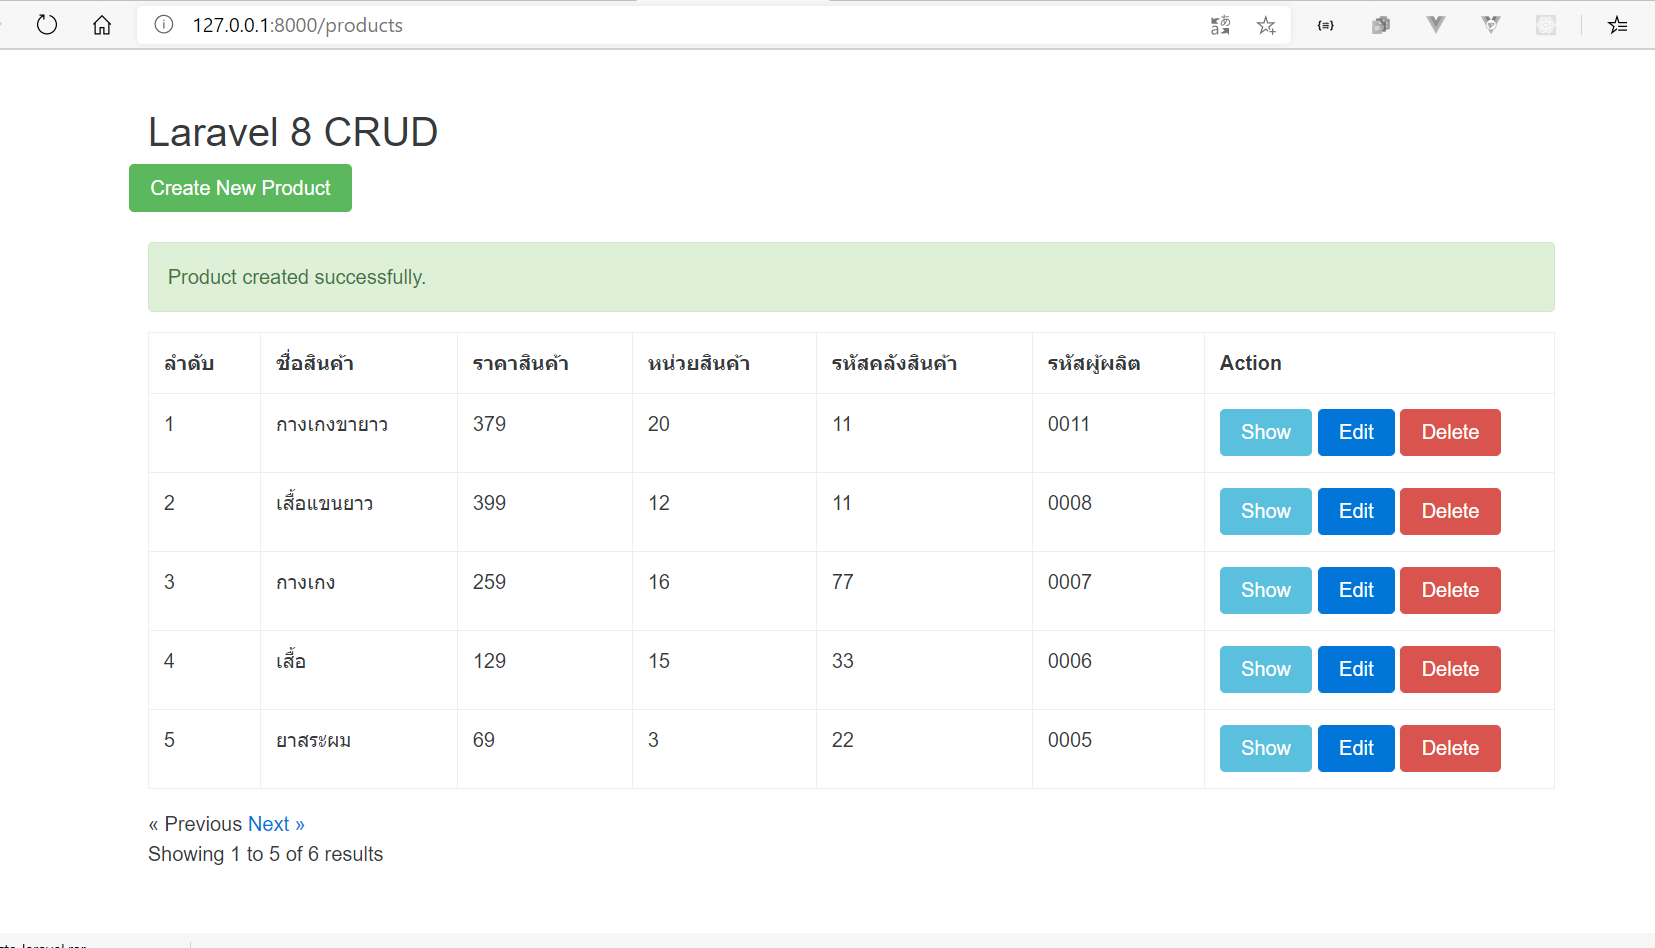 127.0.0.1:8000/products
Laravel 8 CRUD
Create New Product
Product created successfully.
ลำดับ ชื่อสินค้า ราคาสินค้า หน่วยสินค้า รหัสคลังสินค้า รหัสผู้ผลิต Action
1 กางเกงขายาว 379 20 11 0011 Show Edit Delete
2 เสื้อแขนยาว 399 12 11 0008 Show Edit Delete
3 กางเกง 259 16 77 0007 Show Edit Delete
4 เสื้อ 129 15 33 0006 Show Edit Delete
5 ยาสระผม 69 3 22 0005 Show Edit Delete
« Previous Next »
Showing 1 to 5 of 6 results